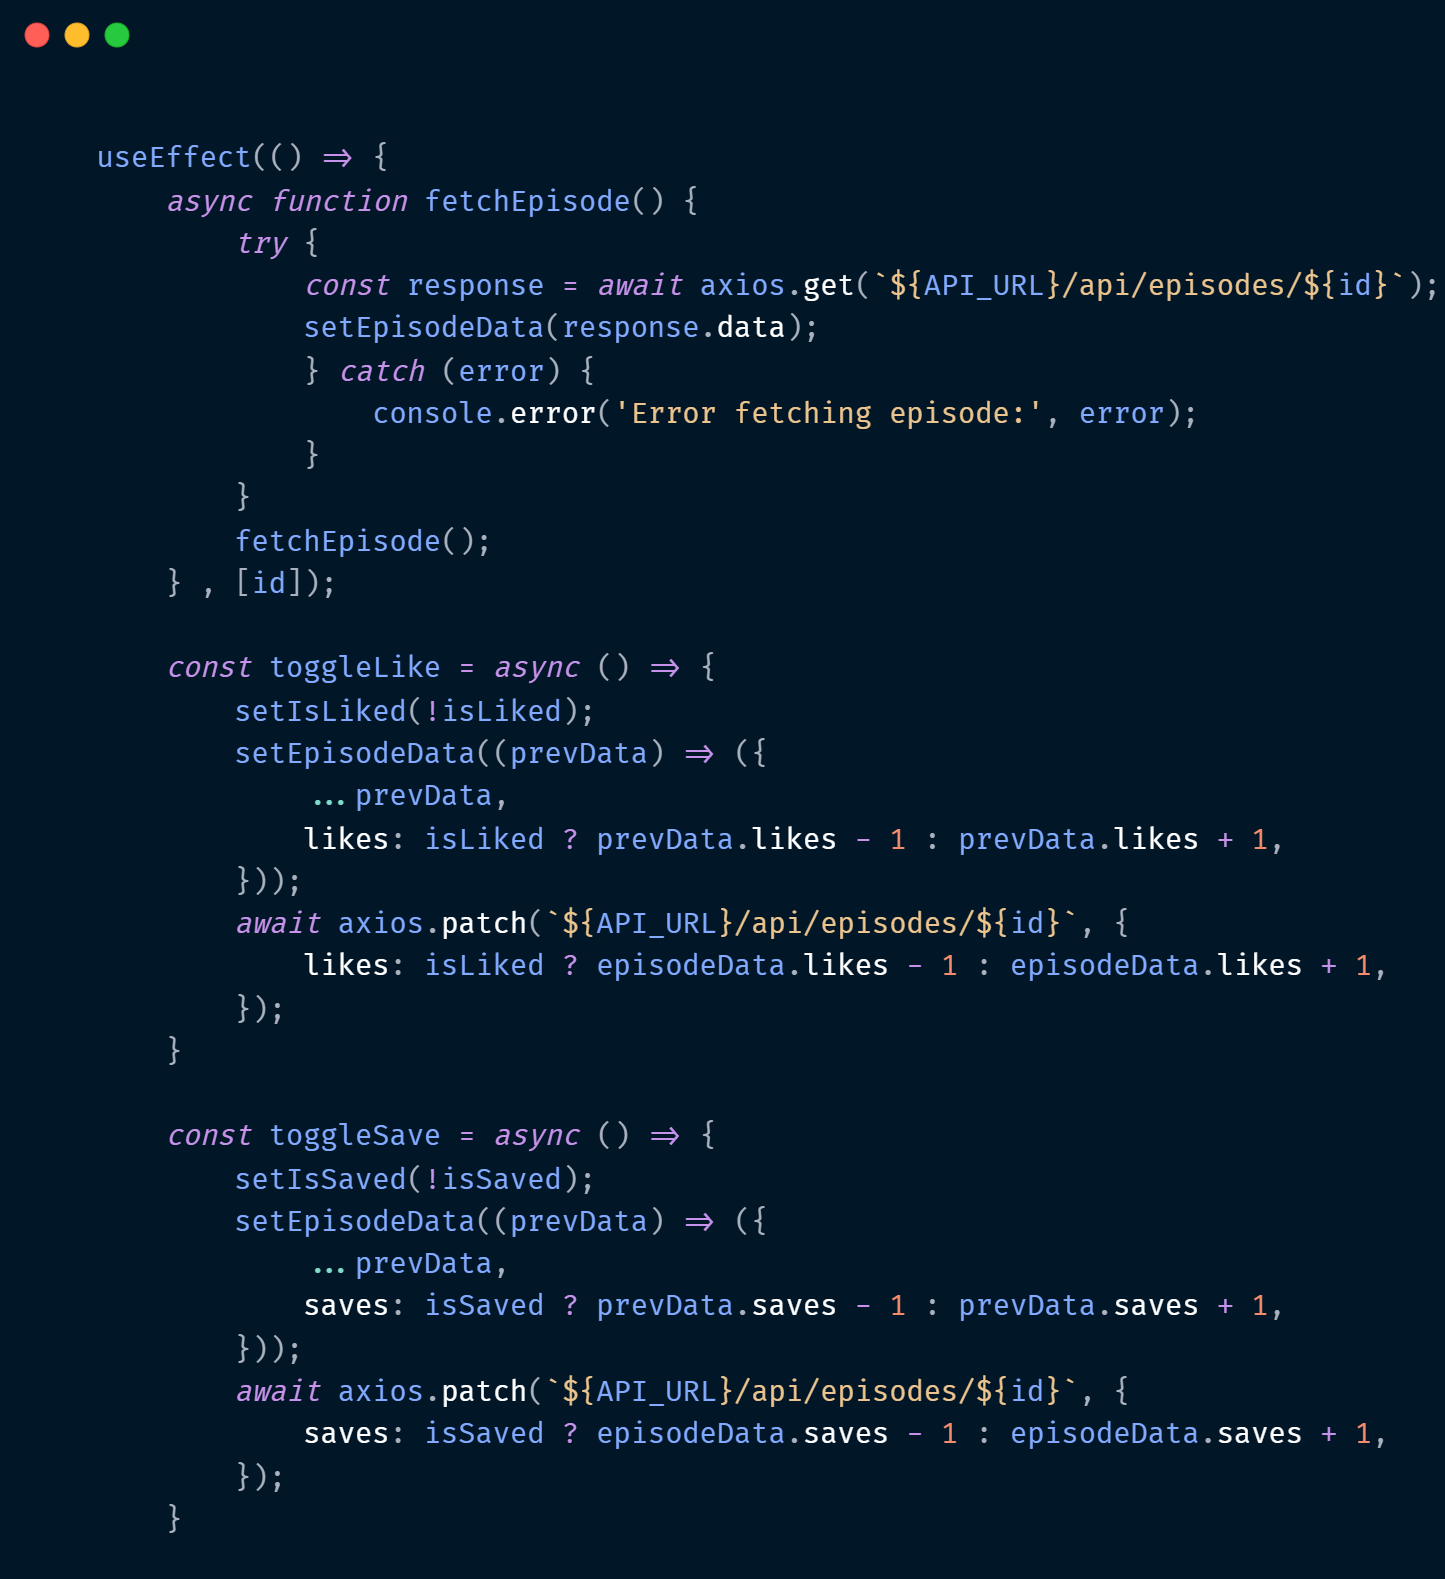 useEffect(() => {
async function fetchEpisode() {
try {
const response = await axios.get(`${API_URL}/api/episodes/${id}`);
setEpisodeData(response.data);
} catch (error) {
console.error('Error fetching episode:', error);
}
}
fetchEpisode();
} , [id]);
const toggleLike = async () => {
setIsLiked(!isLiked);
setEpisodeData((prevData) => ({
...prevData,
likes: isLiked ? prevData.likes - 1 : prevData.likes + 1,
}));
await axios.patch(`${API_URL}/api/episodes/${id}`, {
likes: isLiked ? episodeData.likes - 1 : episodeData.likes + 1,
});
}
const toggleSave = async () => {
setIsSaved(!isSaved);
setEpisodeData((prevData) => ({
...prevData,
saves: isSaved ? prevData.saves - 1 : prevData.saves + 1,
}));
await axios.patch(`${API_URL}/api/episodes/${id}`, {
saves: isSaved ? episodeData.saves - 1 : episodeData.saves + 1,
});
}